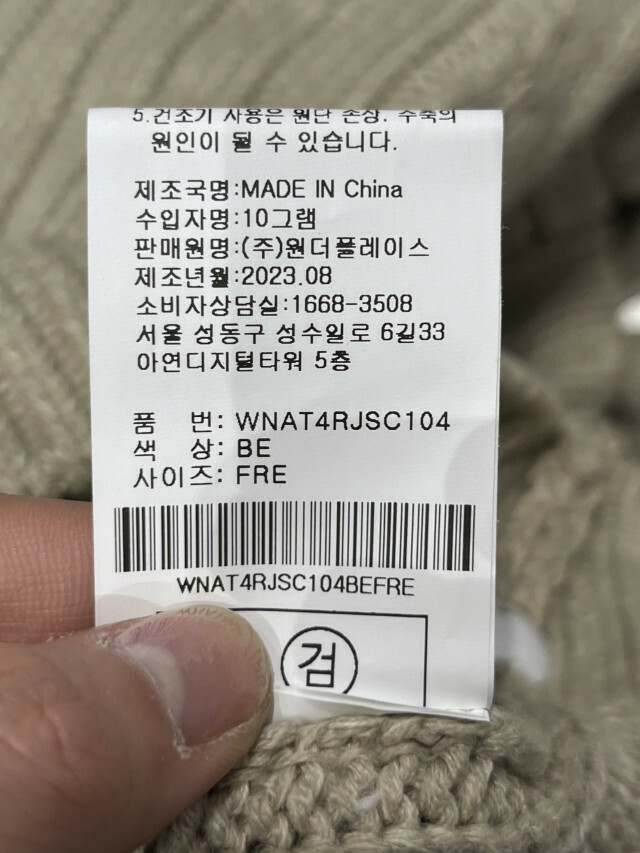 5.건조기 사용은 원단 손상. 수축의
원인이 될 수 있습니다.
제조국명:MADE IN China
수입자명:10그램
판매원명:(주)원더플레이스
제조년월:2023.08
소비자상담실:1668-3508
서울 성동구 성수일로 6길33
아연디지털타워 5층
품 번: WNAT4RJSC104
색 상: BE
사이즈: FRE
WNAT4RJSC104BEFRE
검